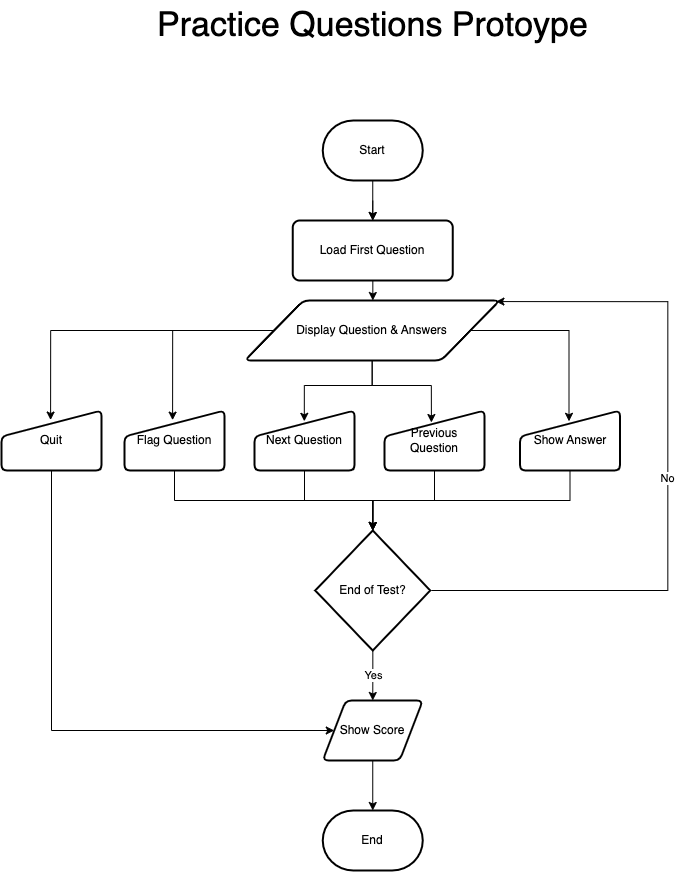 Practice Questions Protoype
Start
Load First Question
Display Question & Answers
Quit
Flag Question
Next Question
Previous
Question
Show Answer
No
End of Test?
Yes
Show Score
End